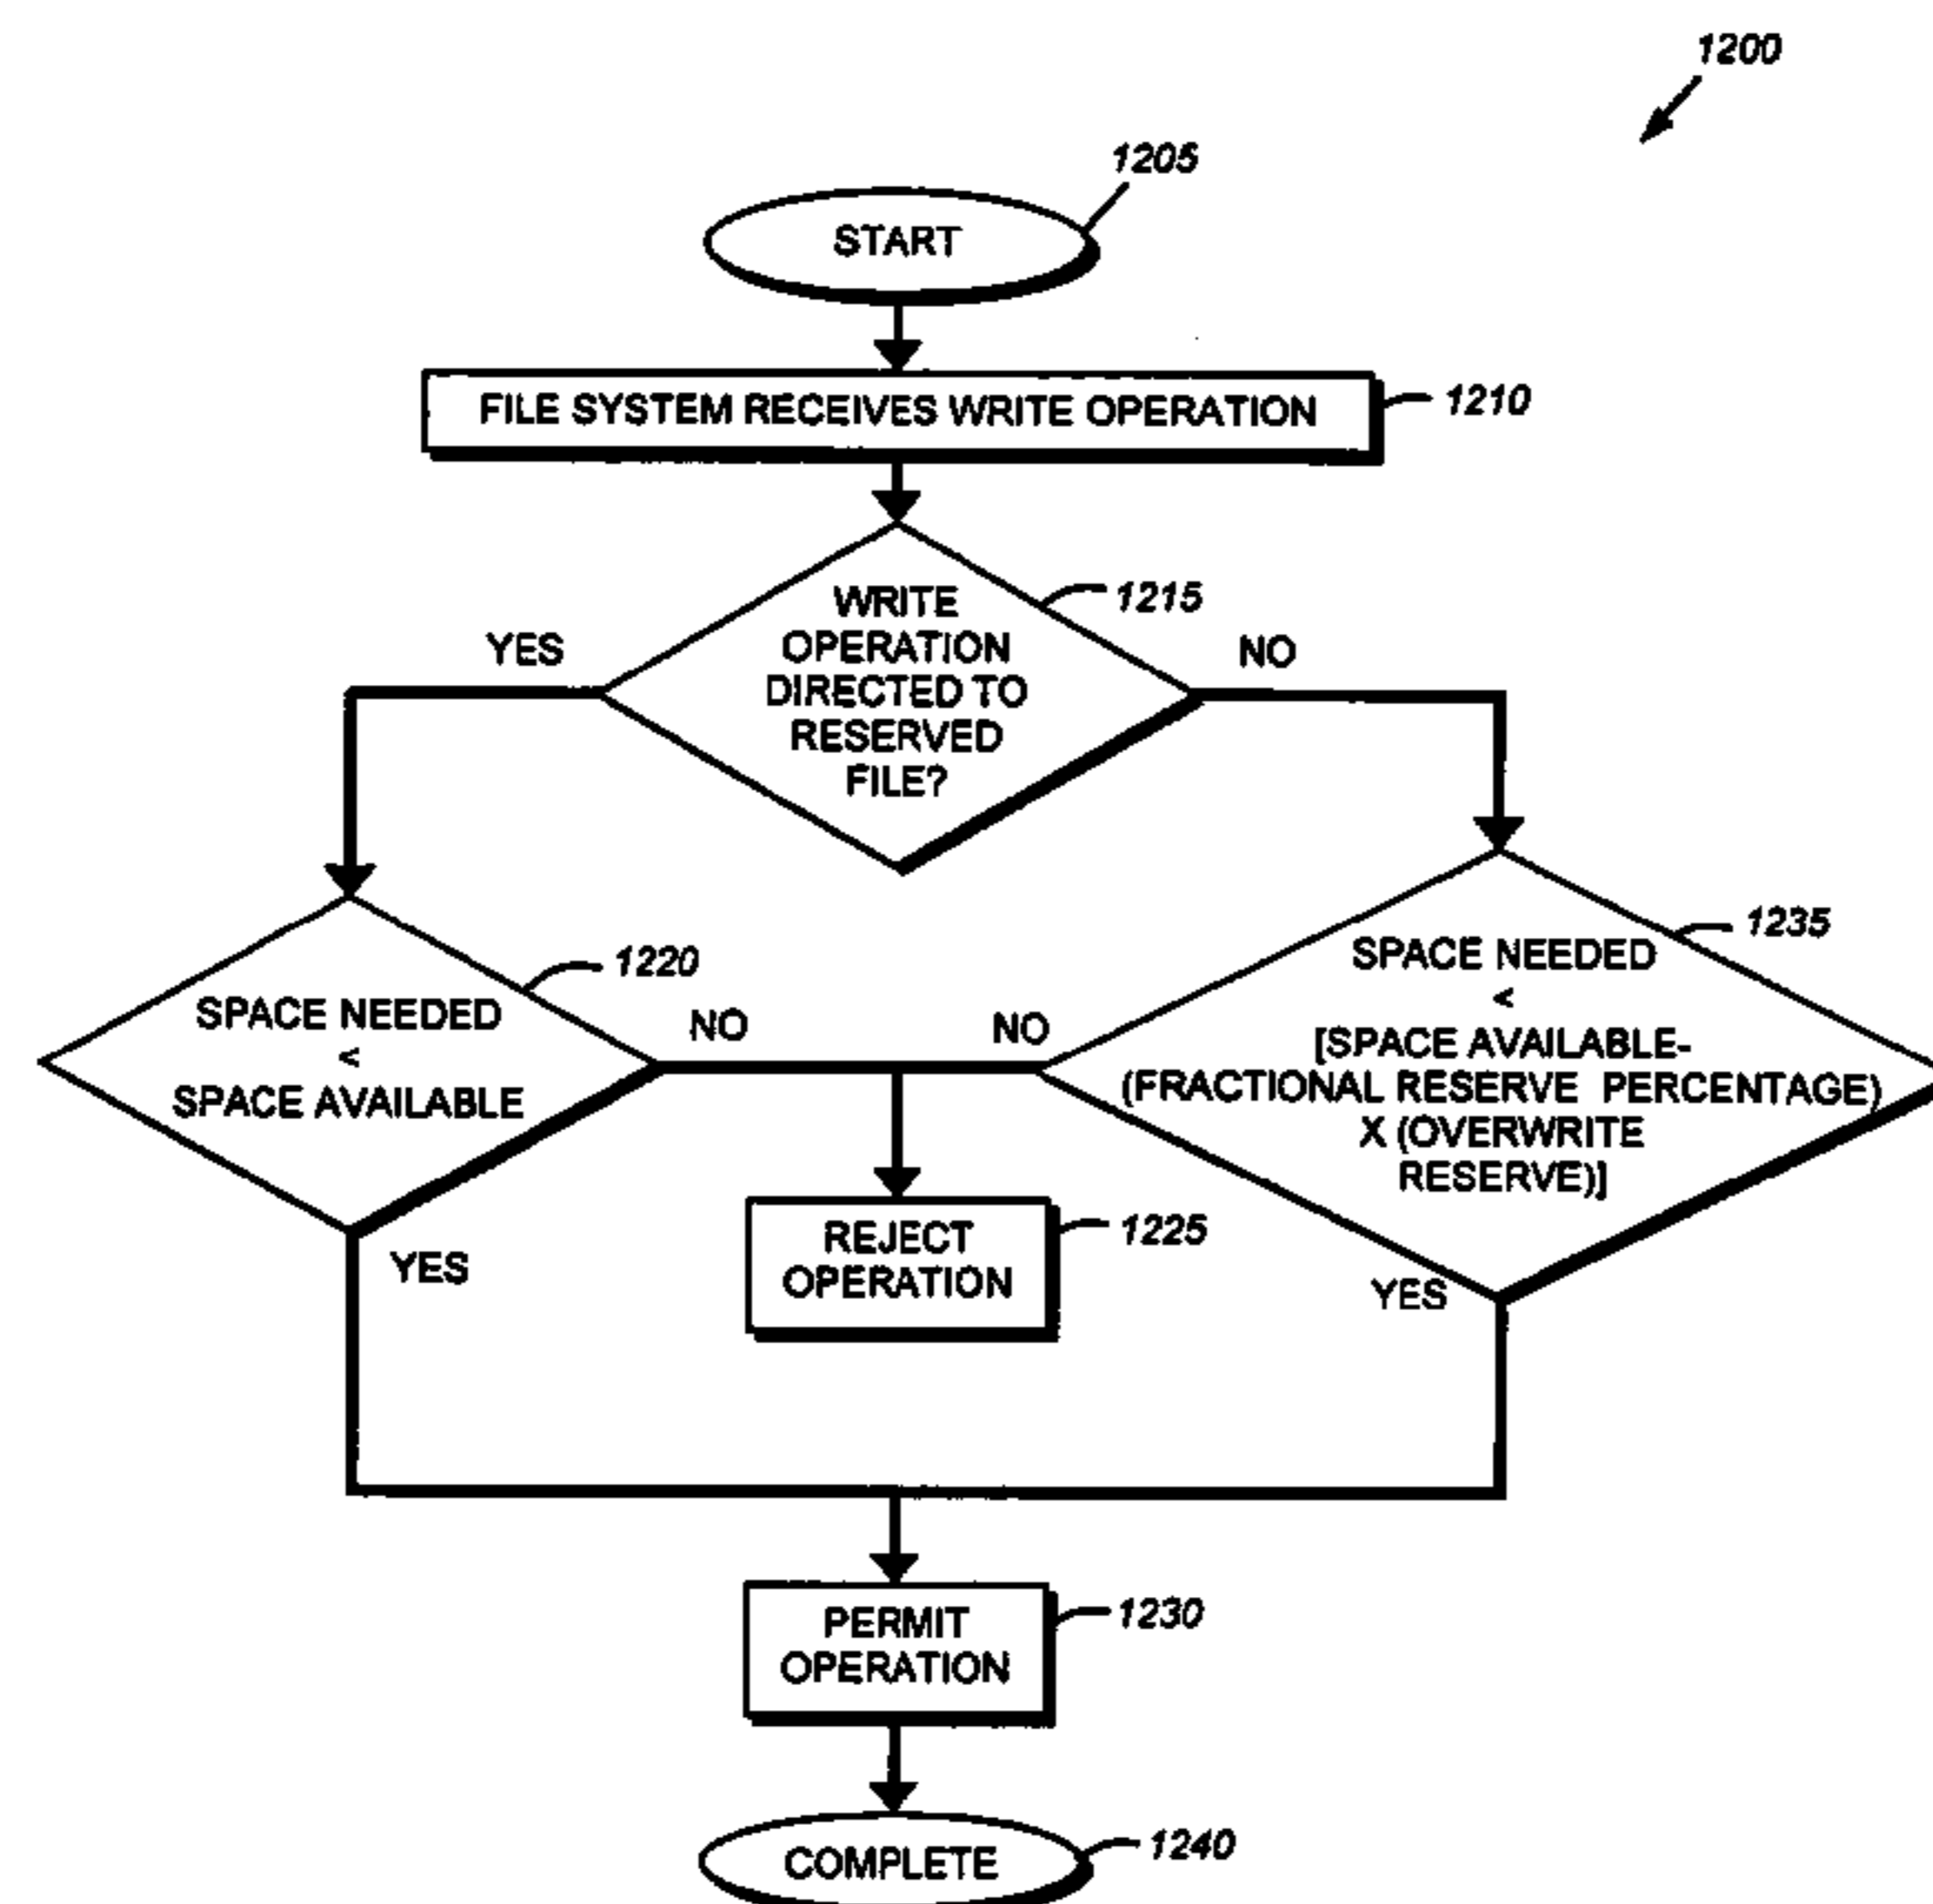 1200
1205
START
FILE SYSTEM RECEIVES WRITE OPERATION
1210
WRITE
OPERATION
DIRECTED TO
RESERVED
FILE?
1215
YES
NO
SPACE NEEDED
<
SPACE AVAILABLE
1220
NO
NO
SPACE NEEDED
<
[SPACE AVAILABLE-
(FRACTIONAL RESERVE PERCENTAGE)
X (OVERWRITE
RESERVE)]
1235
REJECT
OPERATION
1225
YES
YES
PERMIT
OPERATION
1230
COMPLETE
1240